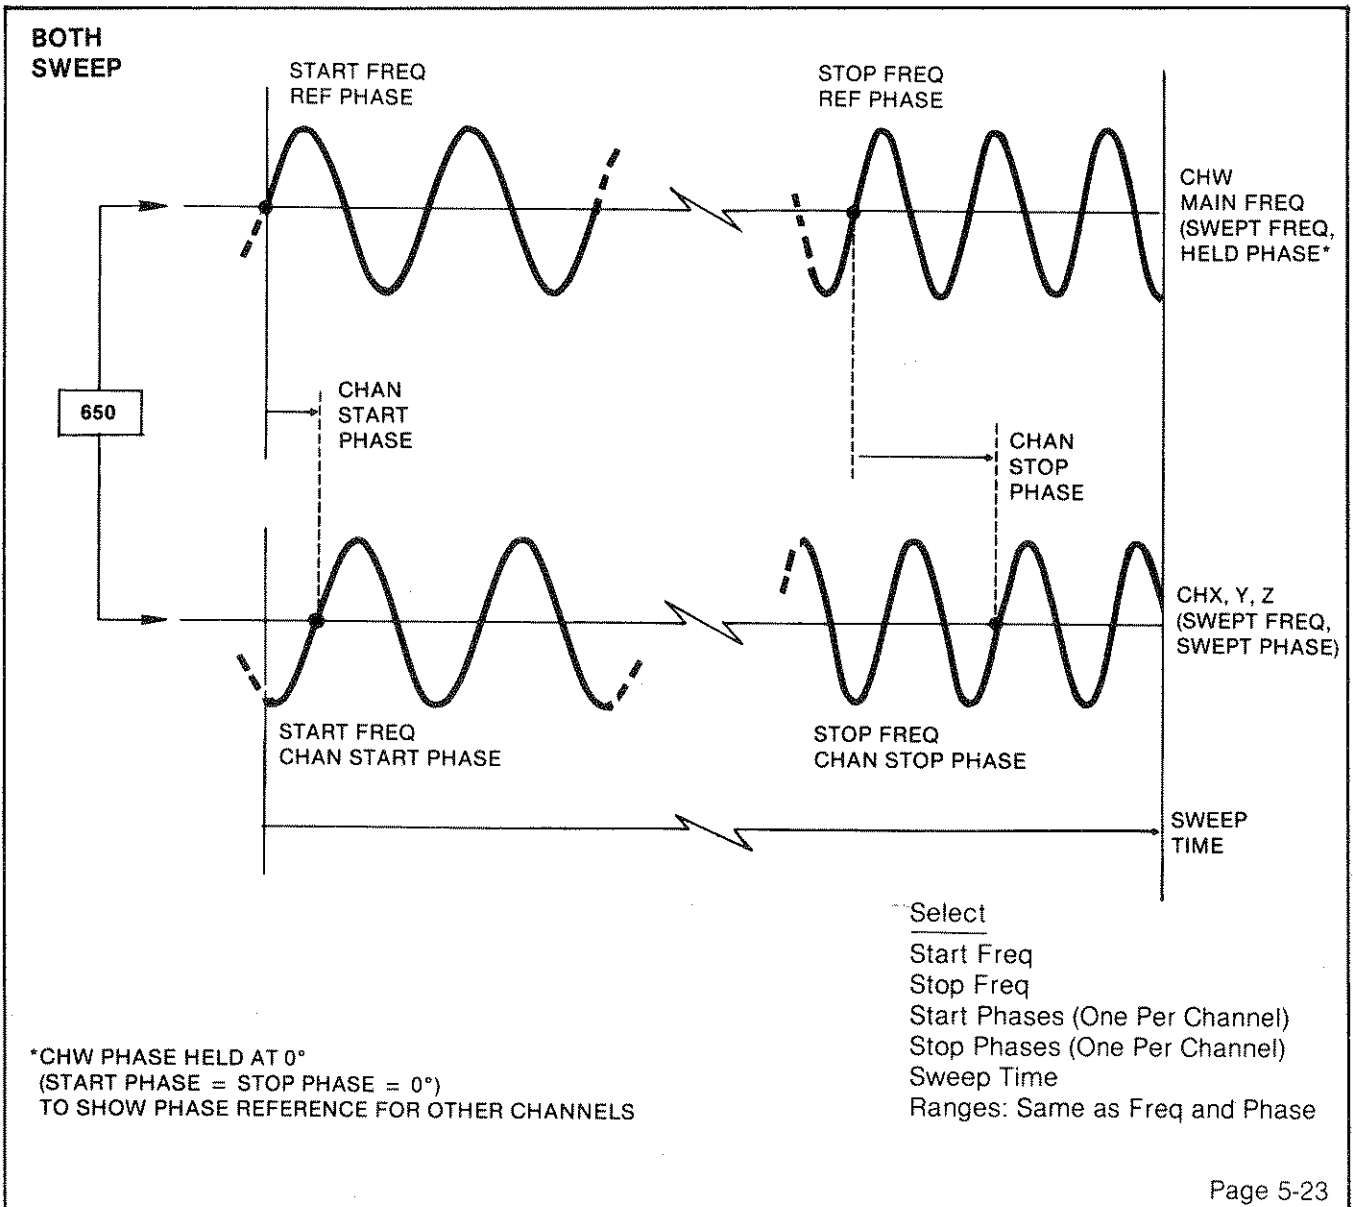 BOTH
SWEEP
START FREQ
REF PHASE
STOP FREQ
REF PHASE
CHW
MAIN FREQ
(SWEPT FREQ,
HELD PHASE*
650
CHAN
START
PHASE
CHAN
STOP
PHASE
CHX, Y, Z
(SWEPT FREQ,
SWEPT PHASE)
START FREQ
CHAN START PHASE
STOP FREQ
CHAN STOP PHASE
SWEEP
TIME
Select
Start Freq
Stop Freq
Start Phases (One Per Channel)
Stop Phases (One Per Channel)
Sweep Time
Ranges: Same as Freq and Phase
*CHW PHASE HELD AT 0°
(START PHASE = STOP PHASE = 0°)
TO SHOW PHASE REFERENCE FOR OTHER CHANNELS
Page 5-23